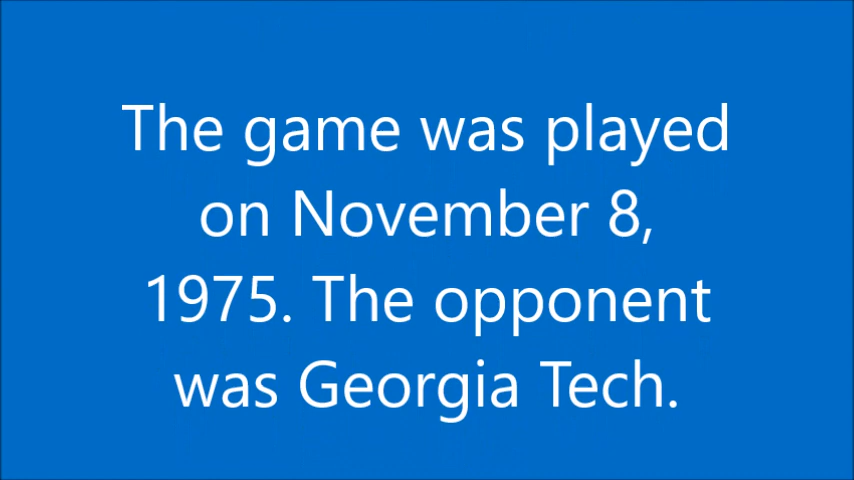 The game was played
on November 8,
1975. The opponent
was Georgia Tech.